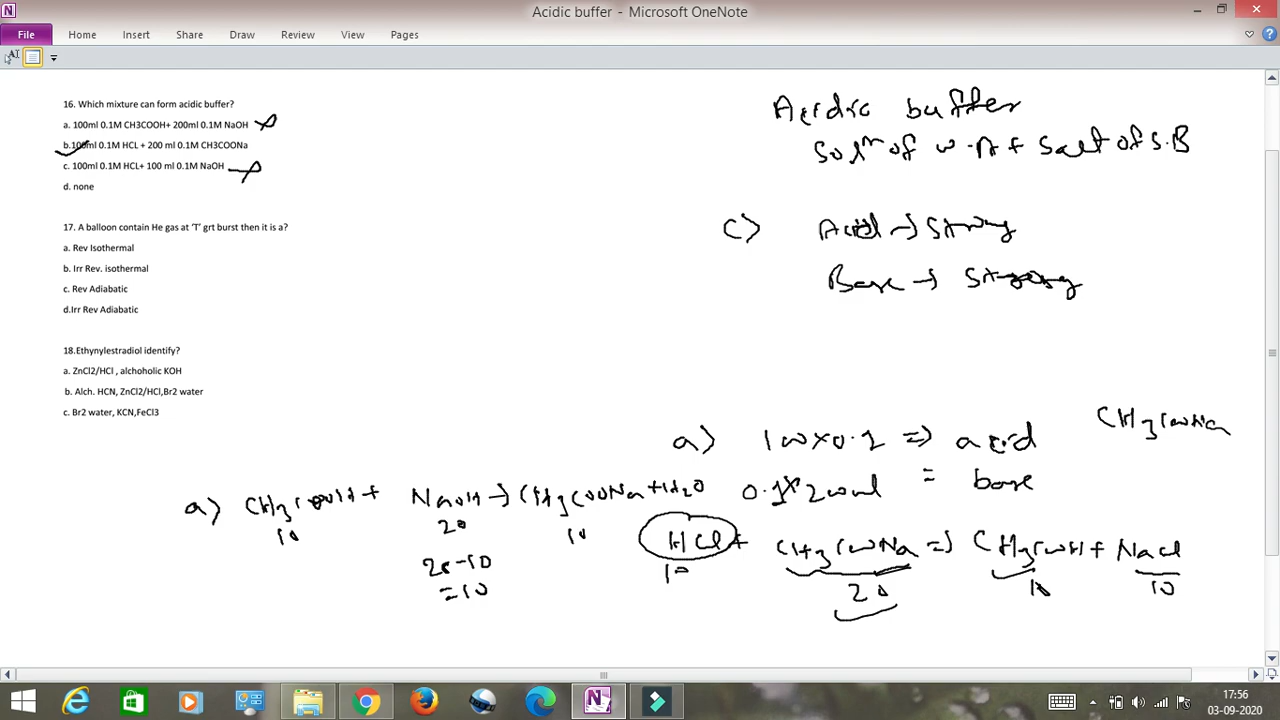 Acidic buffer - Microsoft OneNote
File Home Insert Share Draw Review View Pages
16. Which mixture can form acidic buffer?
a. 100ml 0.1M CH3COOH+ 200ml 0.1M NaOH
b.100ml 0.1M HCL + 200 ml 0.1M CH3COONa
c. 100ml 0.1M HCL+ 100 ml 0.1M NaOH
d. none
17. A balloon contain He gas at 'T' grt burst then it is a?
a. Rev Isothermal
b. Irr Rev. isothermal
c. Rev Adiabatic
d.Irr Rev Adiabatic
18.Ethynylestradiol identify?
a. ZnCl2/HCl , alchoholic KOH
b. Alch. HCN, ZnCl2/HCl,Br2 water
c. Br2 water, KCN,FeCl3
Acidic buffer
Solⁿ of W.A + Salt of S.B
c) Acid → Strong
Base → Strong
CH3COONa
a) 100×0.1 ⇒ acid
0.1×200ml = base
a) CH3COOH + NaOH → CH3COONa + H2O
10 20 10
20-10
=10
HCl + CH3COONa ⇒ CH3COOH + NaCl
10 20 10 10
17:56
03-09-2020